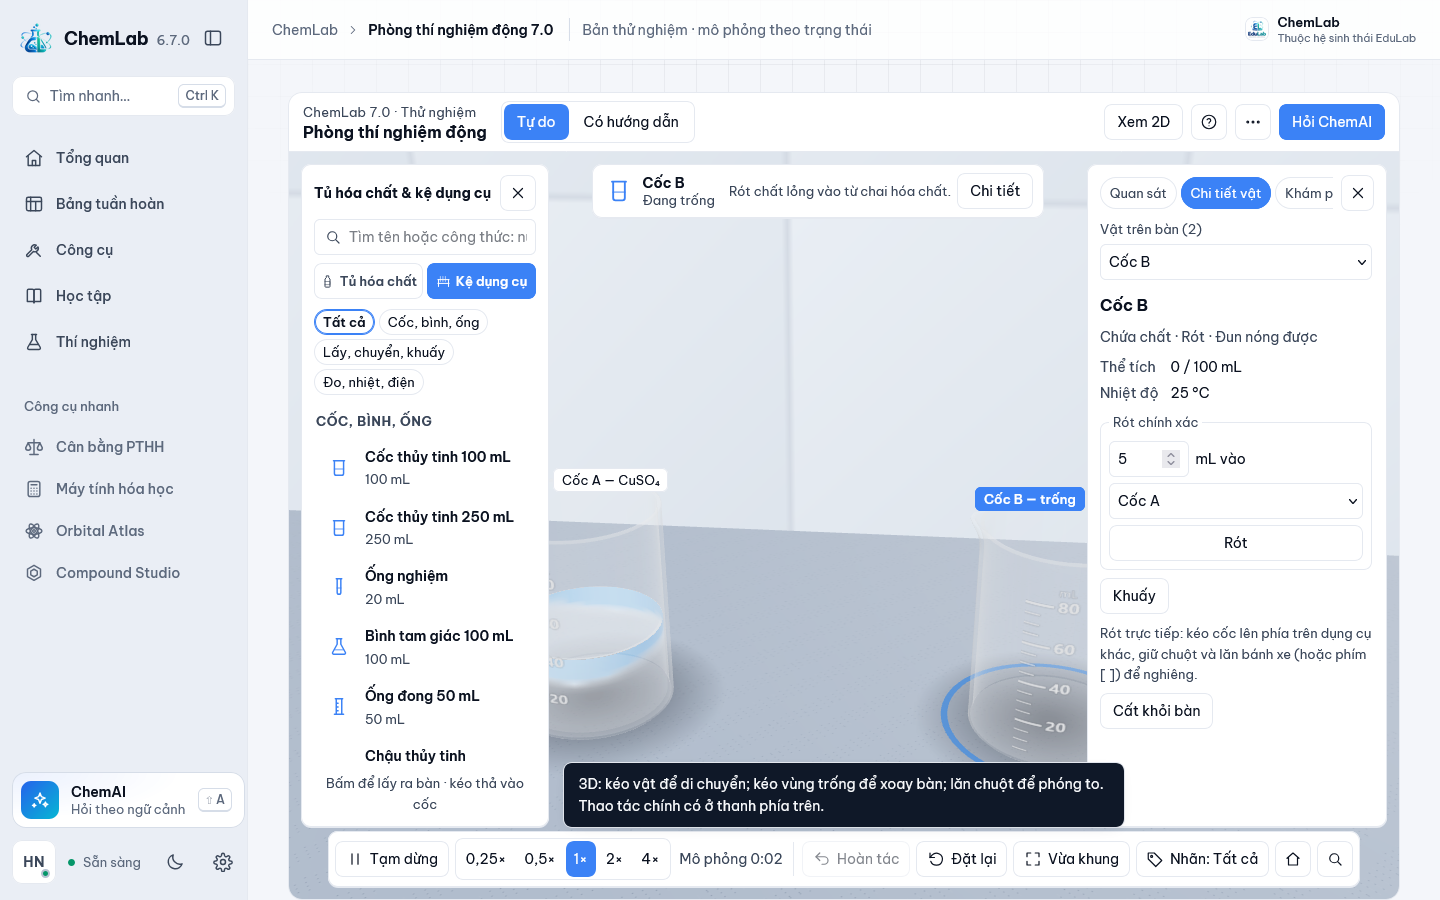 ChemLab 6.7.0
Tìm nhanh...
Ctrl K
Tổng quan
Bảng tuần hoàn
Công cụ
Học tập
Thí nghiệm
Công cụ nhanh
Cân bằng PTHH
Máy tính hóa học
Orbital Atlas
Compound Studio
ChemAI
Hỏi theo ngữ cảnh
⇧ A
HN
Sẵn sàng
ChemLab
Phòng thí nghiệm động 7.0
Bản thử nghiệm · mô phỏng theo trạng thái
ChemLab
Thuộc hệ sinh thái EduLab
EduLab
ChemLab 7.0 · Thử nghiệm
Phòng thí nghiệm động
Tự do
Có hướng dẫn
Xem 2D
Hỏi ChemAI
Tủ hóa chất & kệ dụng cụ
Tìm tên hoặc công thức: nư
Tủ hóa chất
Kệ dụng cụ
Tất cả
Cốc, bình, ống
Lấy, chuyển, khuấy
Đo, nhiệt, điện
CỐC, BÌNH, ỐNG
Cốc thủy tinh 100 mL
100 mL
Cốc thủy tinh 250 mL
250 mL
Ống nghiệm
20 mL
Bình tam giác 100 mL
100 mL
Ống đong 50 mL
50 mL
Chậu thủy tinh
Bấm để lấy ra bàn · kéo thả vào
cốc
Cốc B
Đang trống
Rót chất lỏng vào từ chai hóa chất.
Chi tiết
Cốc A — CuSO₄
20
Cốc B — trống
mL
80
60
40
20
3D: kéo vật để di chuyển; kéo vùng trống để xoay bàn; lăn chuột để phóng to.
Thao tác chính có ở thanh phía trên.
Quan sát
Chi tiết vật
Khám p
Vật trên bàn (2)
Cốc B
Cốc B
Chứa chất · Rót · Đun nóng được
Thể tích 0 / 100 mL
Nhiệt độ 25 °C
Rót chính xác
5 mL vào
Cốc A
Rót
Khuấy
Rót trực tiếp: kéo cốc lên phía trên dụng cụ
khác, giữ chuột và lăn bánh xe (hoặc phím
[ ]) để nghiêng.
Cất khỏi bàn
Tạm dừng
0,25×
0,5×
1×
2×
4×
Mô phỏng 0:02
Hoàn tác
Đặt lại
Vừa khung
Nhãn: Tất cả